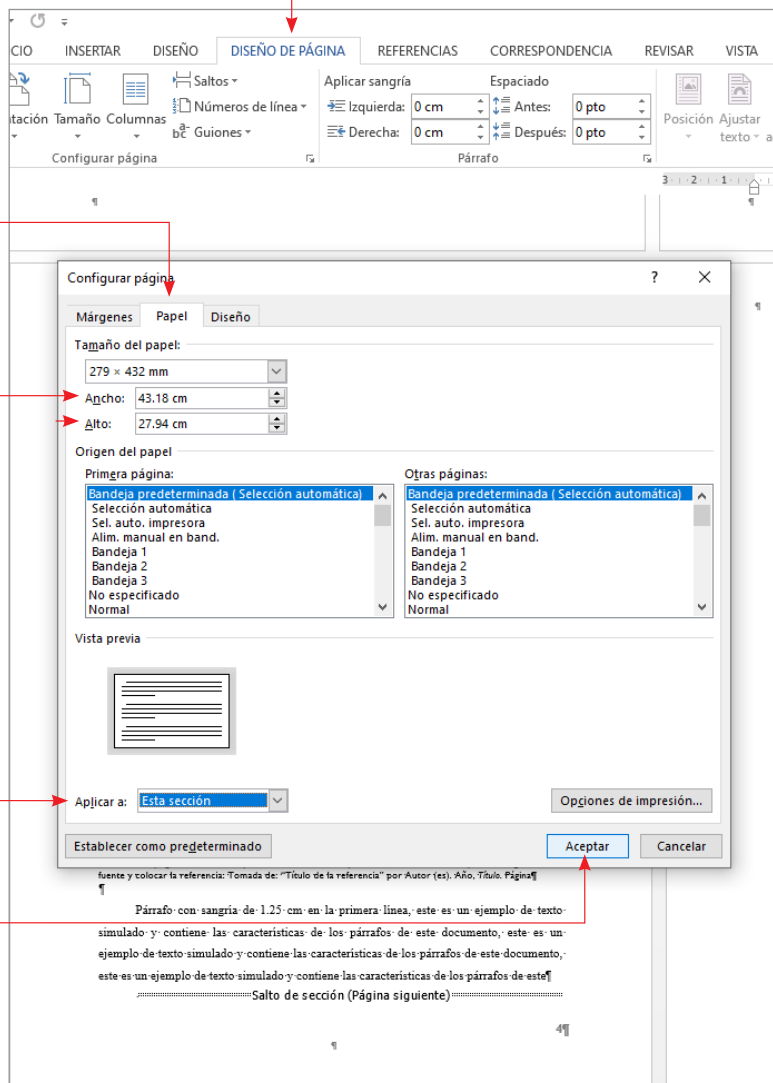 CIO INSERTAR DISEÑO DISEÑO DE PÁGINA REFERENCIAS CORRESPONDENCIA REVISAR VISTA
Saltos Aplicar sangría Espaciado
tación Tamaño Columnas Números de línea Izquierda: 0 cm Antes: 0 pto Posición Ajustar
bc Guiones Derecha: 0 cm Después: 0 pto texto a
Configurar página Párrafo
3 2 1
¶ ¶
Configurar página ? X
Márgenes Papel Diseño
¶
Tamaño del papel:
279 × 432 mm
Ancho: 43.18 cm
Alto: 27.94 cm
Origen del papel
Primera página: Otras páginas:
Bandeja predeterminada ( Selección automática) Bandeja predeterminada ( Selección automática)
Selección automática Selección automática
Sel. auto. impresora Sel. auto. impresora
Alim. manual en band. Alim. manual en band.
Bandeja 1 Bandeja 1
Bandeja 2 Bandeja 2
Bandeja 3 Bandeja 3
No especificado No especificado
Normal Normal
Vista previa
Aplicar a: Esta sección Opciones de impresión...
Establecer como predeterminado Aceptar Cancelar
fuente y colocar la referencia: Tomada de: "Título de la referencia" por Autor (es). Año, Título. Página¶
¶
Párrafo con sangría de 1.25 cm en la primera línea, este es un ejemplo de texto
simulado y contiene las características de los párrafos de este documento, este es un
ejemplo de texto simulado y contiene las características de los párrafos de este documento,
este es un ejemplo de texto simulado y contiene las características de los párrafos de este¶
Salto de sección (Página siguiente)
4¶
¶